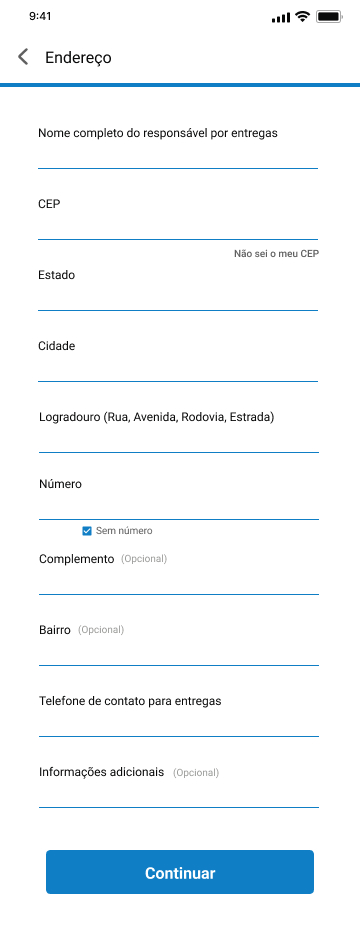 9:41
Endereço
Nome completo do responsável por entregas
CEP
Não sei o meu CEP
Estado
Cidade
Logradouro (Rua, Avenida, Rodovia, Estrada)
Número
Sem número
Complemento (Opcional)
Bairro (Opcional)
Telefone de contato para entregas
Informações adicionais (Opcional)
Continuar